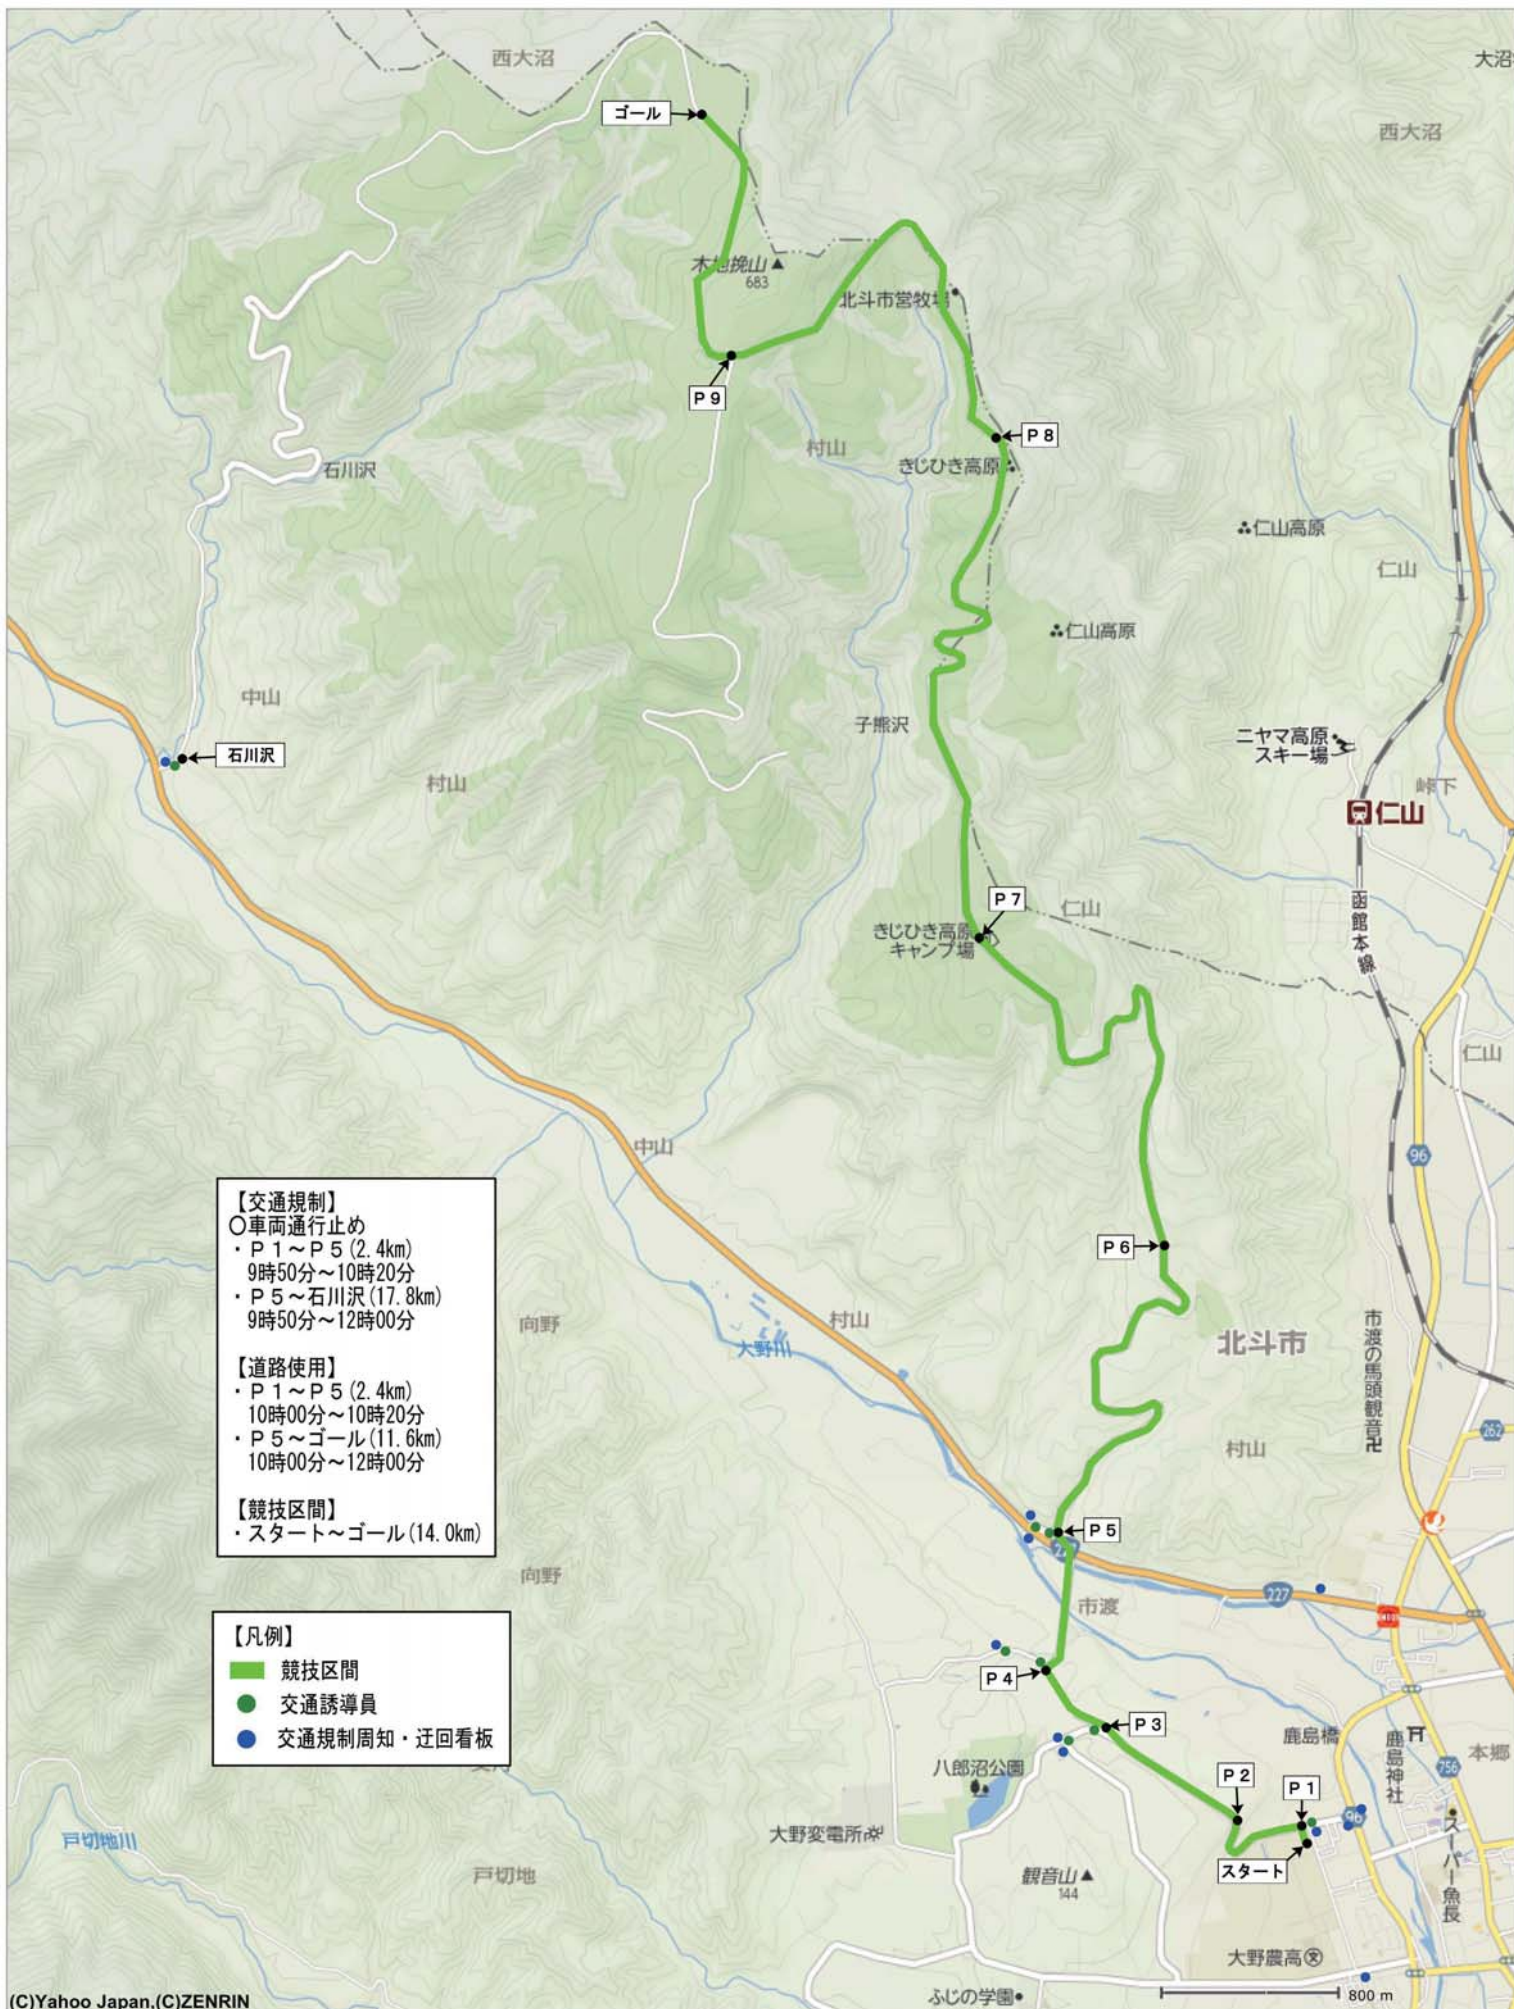 西大沼
大沼
ゴール
西大沼
木地挽山
683
北斗市営牧場
P 9
P 8
村山
きじひき高原
石川沢
仁山高原
仁山
仁山高原
中山
子熊沢
ニヤマ高原
スキー場
石川沢
村山
峠下
仁山
P 7
仁山
函館本線
きじひき高原
キャンプ場
仁山
中山
96
【交通規制】
〇車両通行止め
・P1～P5(2.4km)
9時50分～10時20分
・P5～石川沢(17.8km)
9時50分～12時00分
【道路使用】
・P1～P5(2.4km)
10時00分～10時20分
・P5～ゴール(11.6km)
10時00分～12時00分
【競技区間】
・スタート～ゴール(14.0km)
P 6
向野
村山
大野川
北斗市
市渡の馬頭観音卍
262
村山
P 5
向野
227
市渡
【凡例】
競技区間
交通誘導員
交通規制周知・迂回看板
P 4
P 3
鹿島橋
鹿島神社
本郷
756
八郎沼公園
P 2
P 1
96
大野変電所
戸切地川
スタート
スーパー魚長
戸切地
観音山
144
大野農高
ふじの学園
800 m
(C)Yahoo Japan,(C)ZENRIN